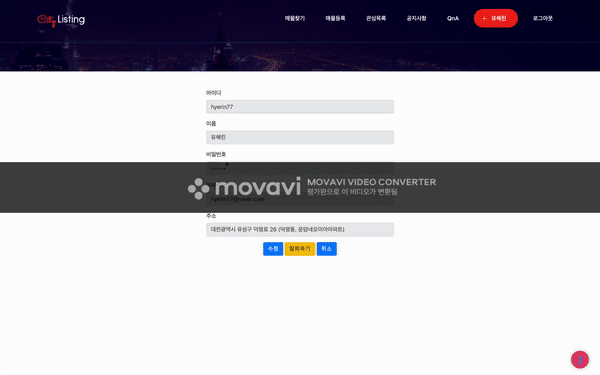 City Listing
매물찾기 매물등록 관심목록 공지사항 QnA + 유혜린 로그아웃
아이디
hyerin77
이름
유혜린
비밀번호
••••••
movavi MOVAVI VIDEO CONVERTER
평가판으로 이 비디오가 변환됨
hyerin77@naver.com
주소
대전광역시 유성구 덕명로 26 (덕명동, 운암네오미아아파트)
수정 탈퇴하기 취소